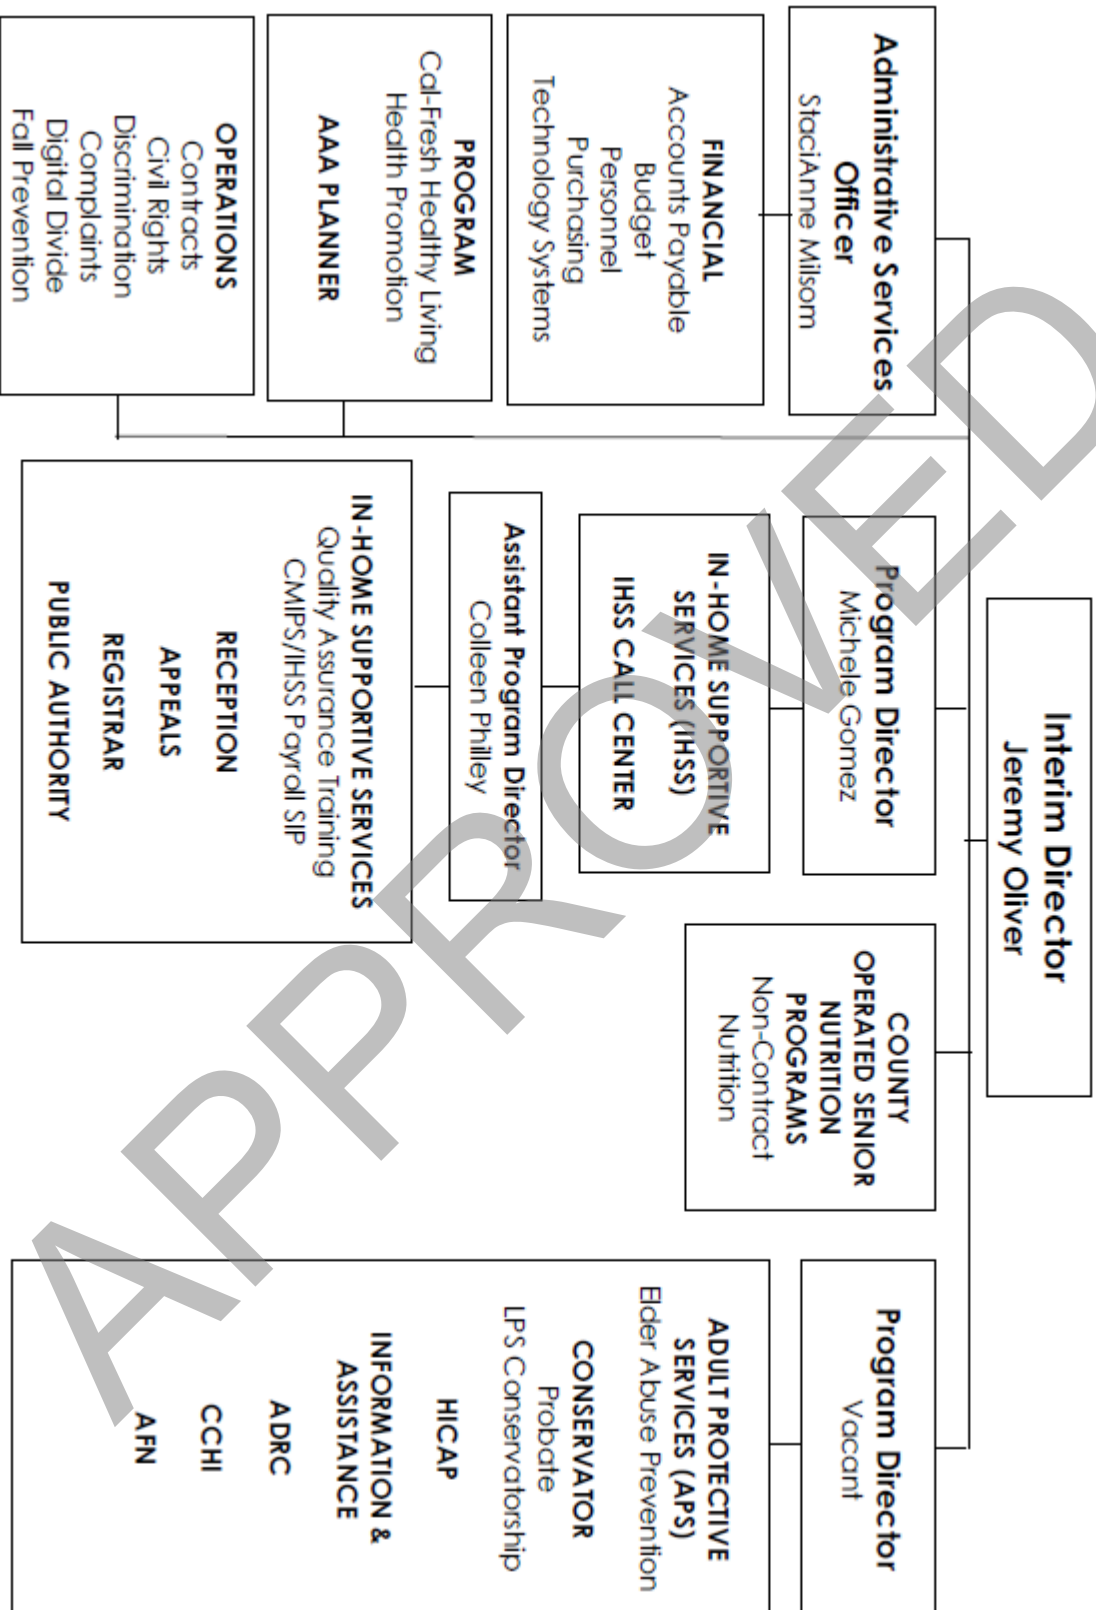 Interim Director
Jeremy Oliver
Administrative Services
Officer
StaciAnne Milsom
FINANCIAL
Accounts Payable
Budget
Personnel
Purchasing
Technology Systems
PROGRAM
Cal-Fresh Healthy Living
Health Promotion
AAA PLANNER
OPERATIONS
Contracts
Civil Rights
Discrimination
Complaints
Digital Divide
Fall Prevention
Program Director
Michele Gomez
IN-HOME SUPPORTIVE
SERVICES (IHSS)
IHSS CALL CENTER
Assistant Program Director
Colleen Philley
IN-HOME SUPPORTIVE SERVICES
Quality Assurance Training
CMIPS/IHSS Payroll SIP
RECEPTION
APPEALS
REGISTRAR
PUBLIC AUTHORITY
COUNTY
OPERATED SENIOR
NUTRITION
PROGRAMS
Non-Contract
Nutrition
Program Director
Vacant
ADULT PROTECTIVE
SERVICES (APS)
Elder Abuse Prevention
CONSERVATOR
Probate
LPS Conservatorship
HICAP
INFORMATION &
ASSISTANCE
ADRC
CCHI
AFN
APPROVED